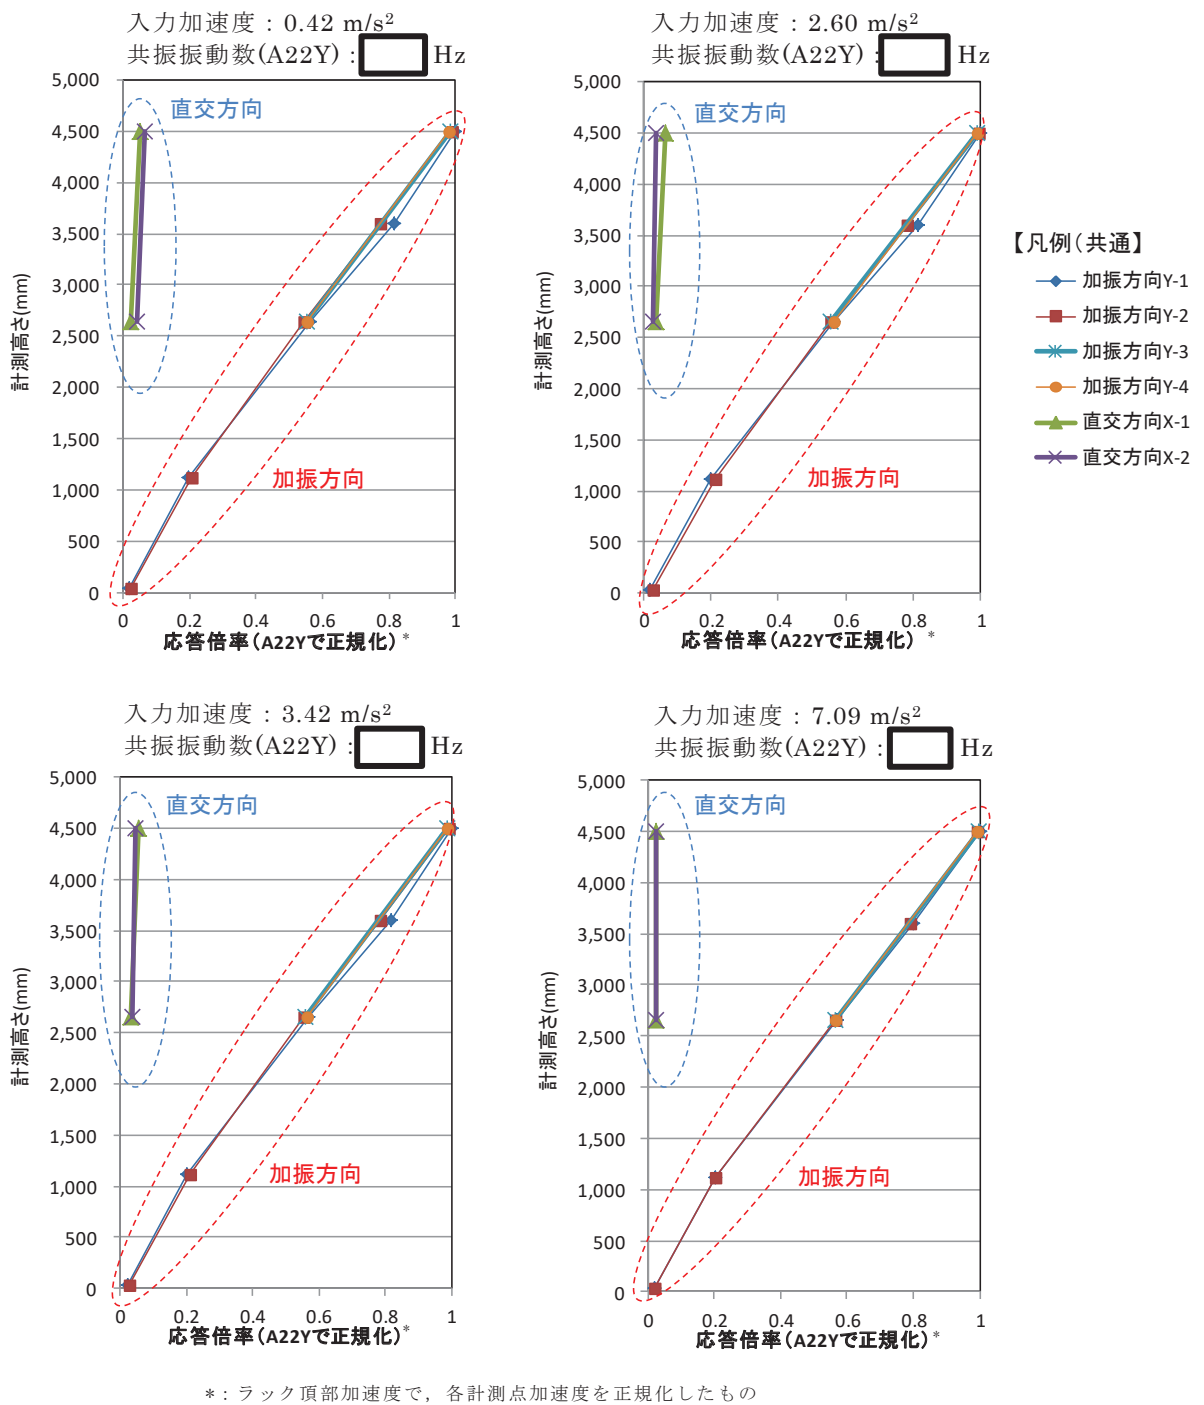 入力加速度：0.42 m/s²
共振振動数(A22Y)： Hz
5,000
4,500
4,000
3,500
3,000
2,500
2,000
1,500
1,000
500
0
計測高さ(mm)
直交方向
加振方向
0 0.2 0.4 0.6 0.8 1
応答倍率(A22Yで正規化)*
入力加速度：2.60 m/s²
共振振動数(A22Y)： Hz
5,000
4,500
4,000
3,500
3,000
2,500
2,000
1,500
1,000
500
0
計測高さ(mm)
直交方向
加振方向
0 0.2 0.4 0.6 0.8 1
応答倍率(A22Yで正規化) *
【凡例(共通】
加振方向Y-1
加振方向Y-2
加振方向Y-3
加振方向Y-4
直交方向X-1
直交方向X-2
入力加速度：3.42 m/s²
共振振動数(A22Y)： Hz
5,000
4,500
4,000
3,500
3,000
2,500
2,000
1,500
1,000
500
0
計測高さ(mm)
直交方向
加振方向
0 0.2 0.4 0.6 0.8 1
応答倍率(A22Yで正規化)*
入力加速度：7.09 m/s²
共振振動数(A22Y)： Hz
5,000
4,500
4,000
3,500
3,000
2,500
2,000
1,500
1,000
500
0
計測高さ(mm)
直交方向
加振方向
0 0.2 0.4 0.6 0.8 1
応答倍率(A22Yで正規化)*
*：ラック頂部加速度で，各計測点加速度を正規化したもの